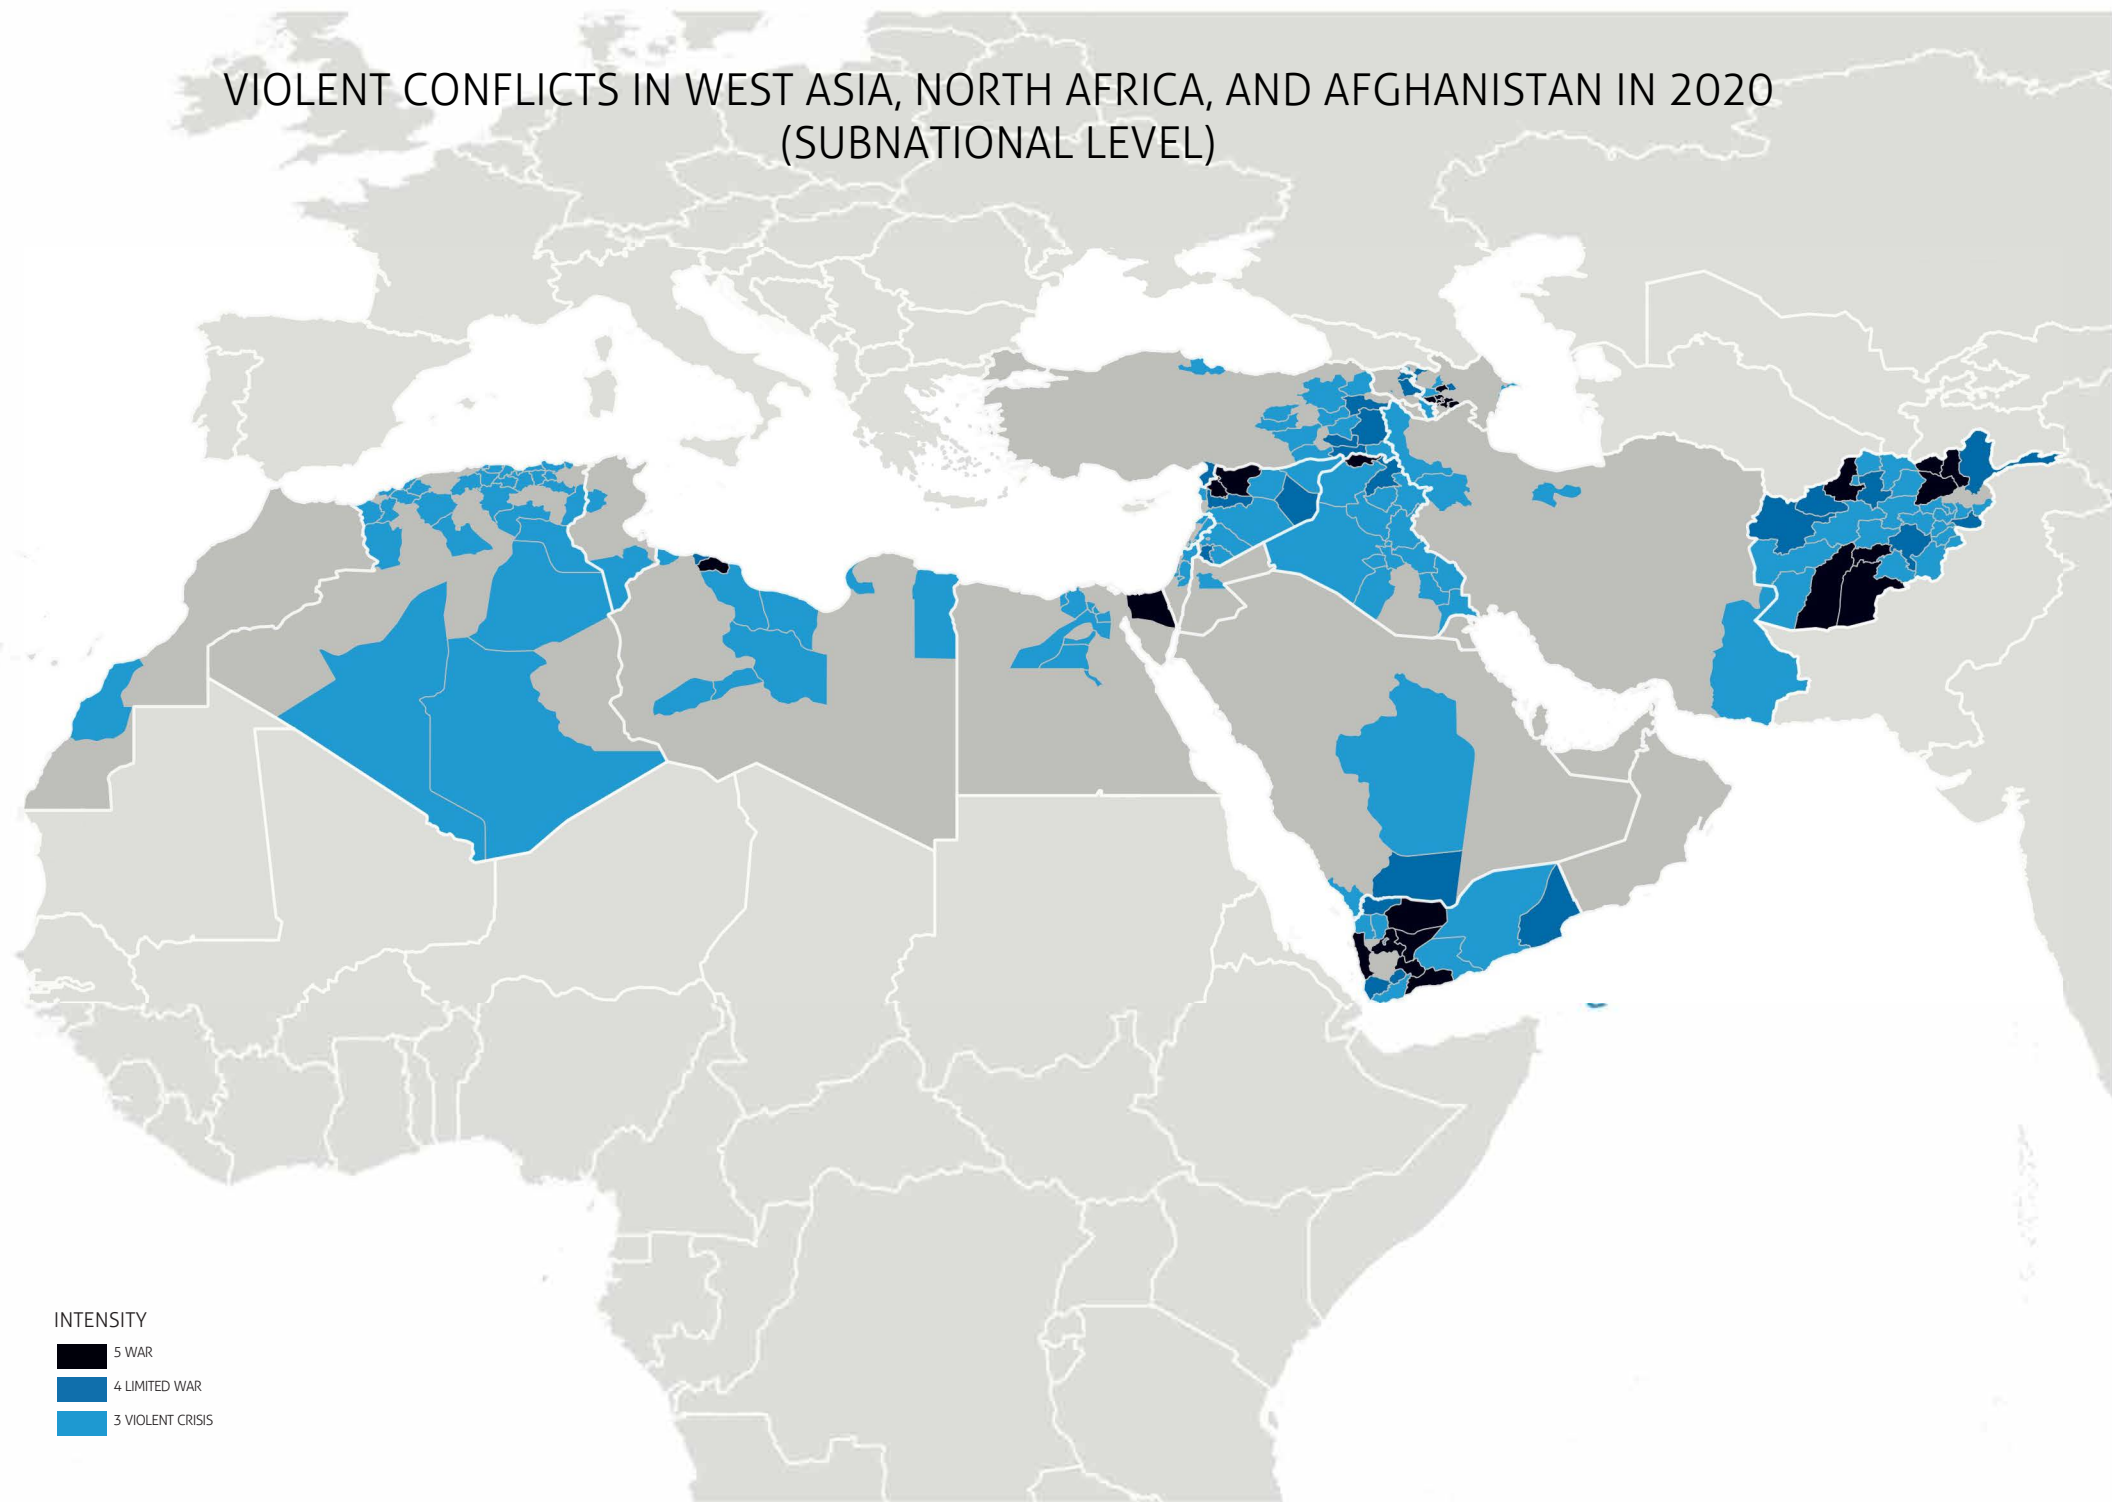 VIOLENT CONFLICTS IN WEST ASIA, NORTH AFRICA, AND AFGHANISTAN IN 2020
(SUBNATIONAL LEVEL)
INTENSITY
5 WAR
4 LIMITED WAR
3 VIOLENT CRISIS